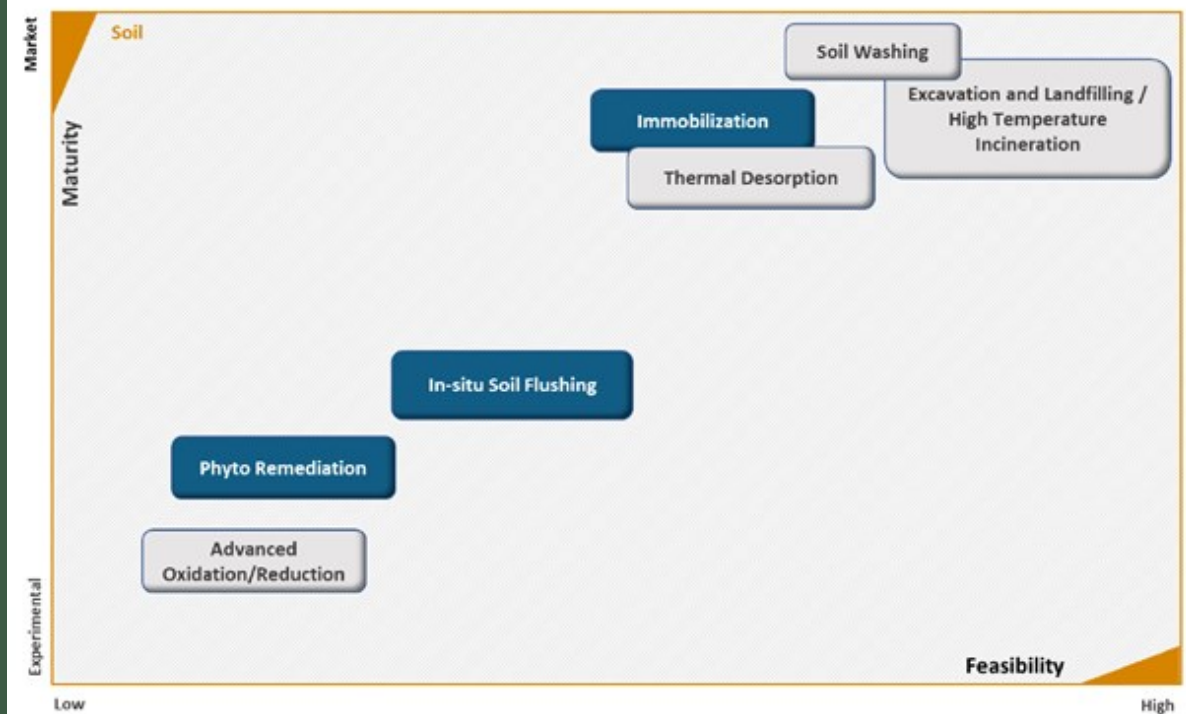 Market
Soil
Maturity
Soil Washing
Excavation and Landfilling /
High Temperature
Incineration
Immobilization
Thermal Desorption
In-situ Soil Flushing
Phyto Remediation
Advanced
Oxidation/Reduction
Experimental
Feasibility
Low
High